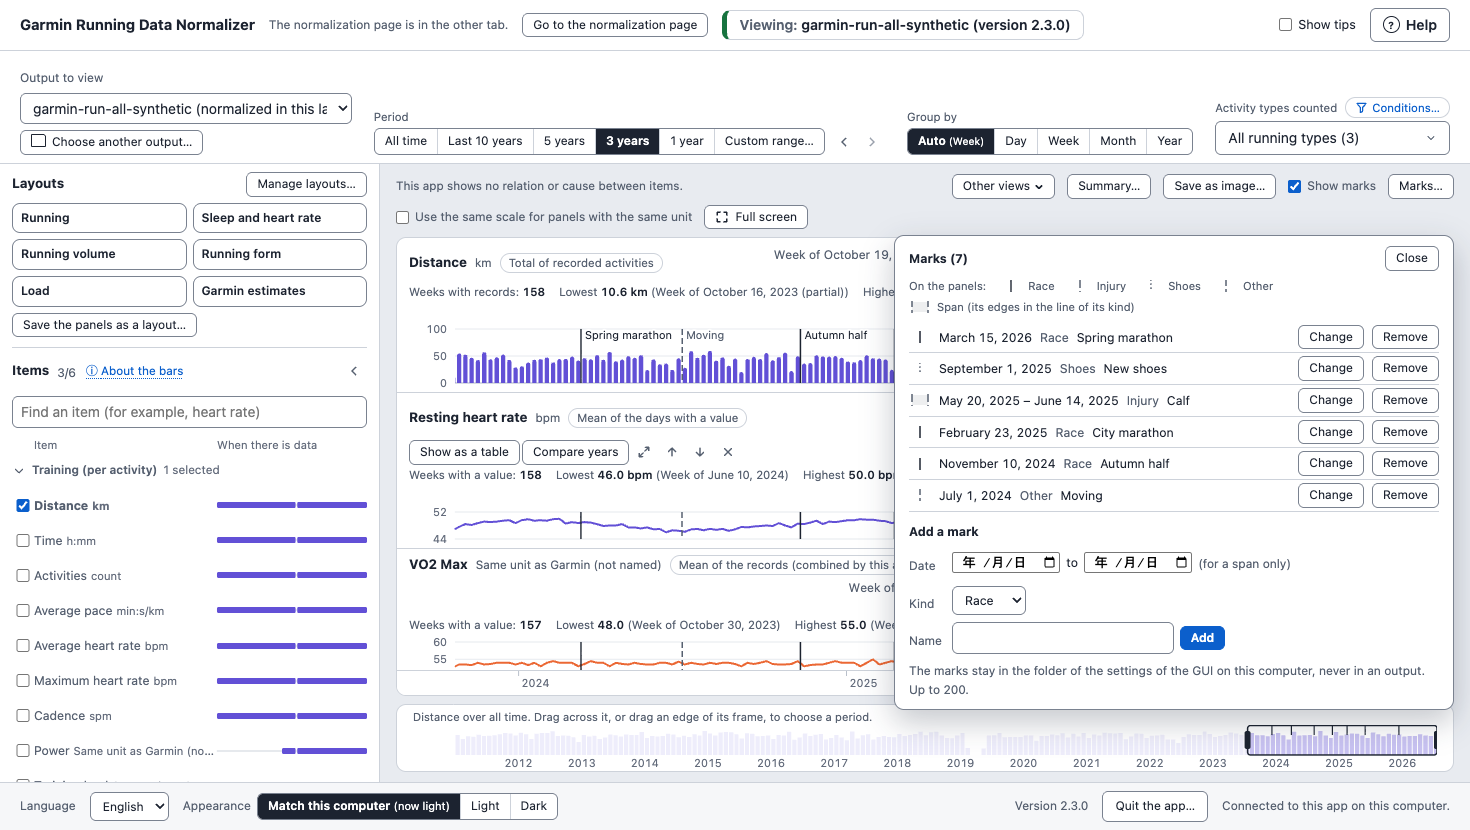 Garmin Running Data Normalizer
The normalization page is in the other tab.
Go to the normalization page
Viewing: garmin-run-all-synthetic (version 2.3.0)
Show tips
Help
Output to view
garmin-run-all-synthetic (normalized in this la
Choose another output...
Period
All time
Last 10 years
5 years
3 years
1 year
Custom range...
Group by
Auto (Week)
Day
Week
Month
Year
Activity types counted
Conditions...
All running types (3)
Layouts
Manage layouts...
Running
Sleep and heart rate
Running volume
Running form
Load
Garmin estimates
Save the panels as a layout...
Items 3/6
About the bars
Find an item (for example, heart rate)
Item
When there is data
Training (per activity) 1 selected
Distance km
Time h:mm
Activities count
Average pace min:s/km
Average heart rate bpm
Maximum heart rate bpm
Cadence spm
Power Same unit as Garmin (no...
This app shows no relation or cause between items.
Other views
Summary...
Save as image...
Show marks
Marks...
Use the same scale for panels with the same unit
Full screen
Distance km Total of recorded activities
Week of October 19,
Weeks with records: 158 Lowest 10.6 km (Week of October 16, 2023 (partial)) Highe
100
50
0
Spring marathon
Moving
Autumn half
Resting heart rate bpm Mean of the days with a value
Show as a table
Compare years
Weeks with a value: 158 Lowest 46.0 bpm (Week of June 10, 2024) Highest 50.0 bp
52
44
VO2 Max Same unit as Garmin (not named) Mean of the records (combined by this a
Week of
Weeks with a value: 157 Lowest 48.0 (Week of October 30, 2023) Highest 55.0 (Wee
60
55
2024
2025
Distance over all time. Drag across it, or drag an edge of its frame, to choose a period.
2012 2013 2014 2015 2016 2017 2018 2019 2020 2021 2022 2023 2024 2025 2026
Marks (7)
Close
On the panels: Race Injury Shoes Other
Span (its edges in the line of its kind)
March 15, 2026 Race Spring marathon Change Remove
September 1, 2025 Shoes New shoes Change Remove
May 20, 2025 – June 14, 2025 Injury Calf Change Remove
February 23, 2025 Race City marathon Change Remove
November 10, 2024 Race Autumn half Change Remove
July 1, 2024 Other Moving Change Remove
Add a mark
Date 年 /月/日 to 年 /月/日 (for a span only)
Kind Race
Name
Add
The marks stay in the folder of the settings of the GUI on this computer, never in an output.
Up to 200.
Language
English
Appearance
Match this computer (now light)
Light
Dark
Version 2.3.0
Quit the app...
Connected to this app on this computer.